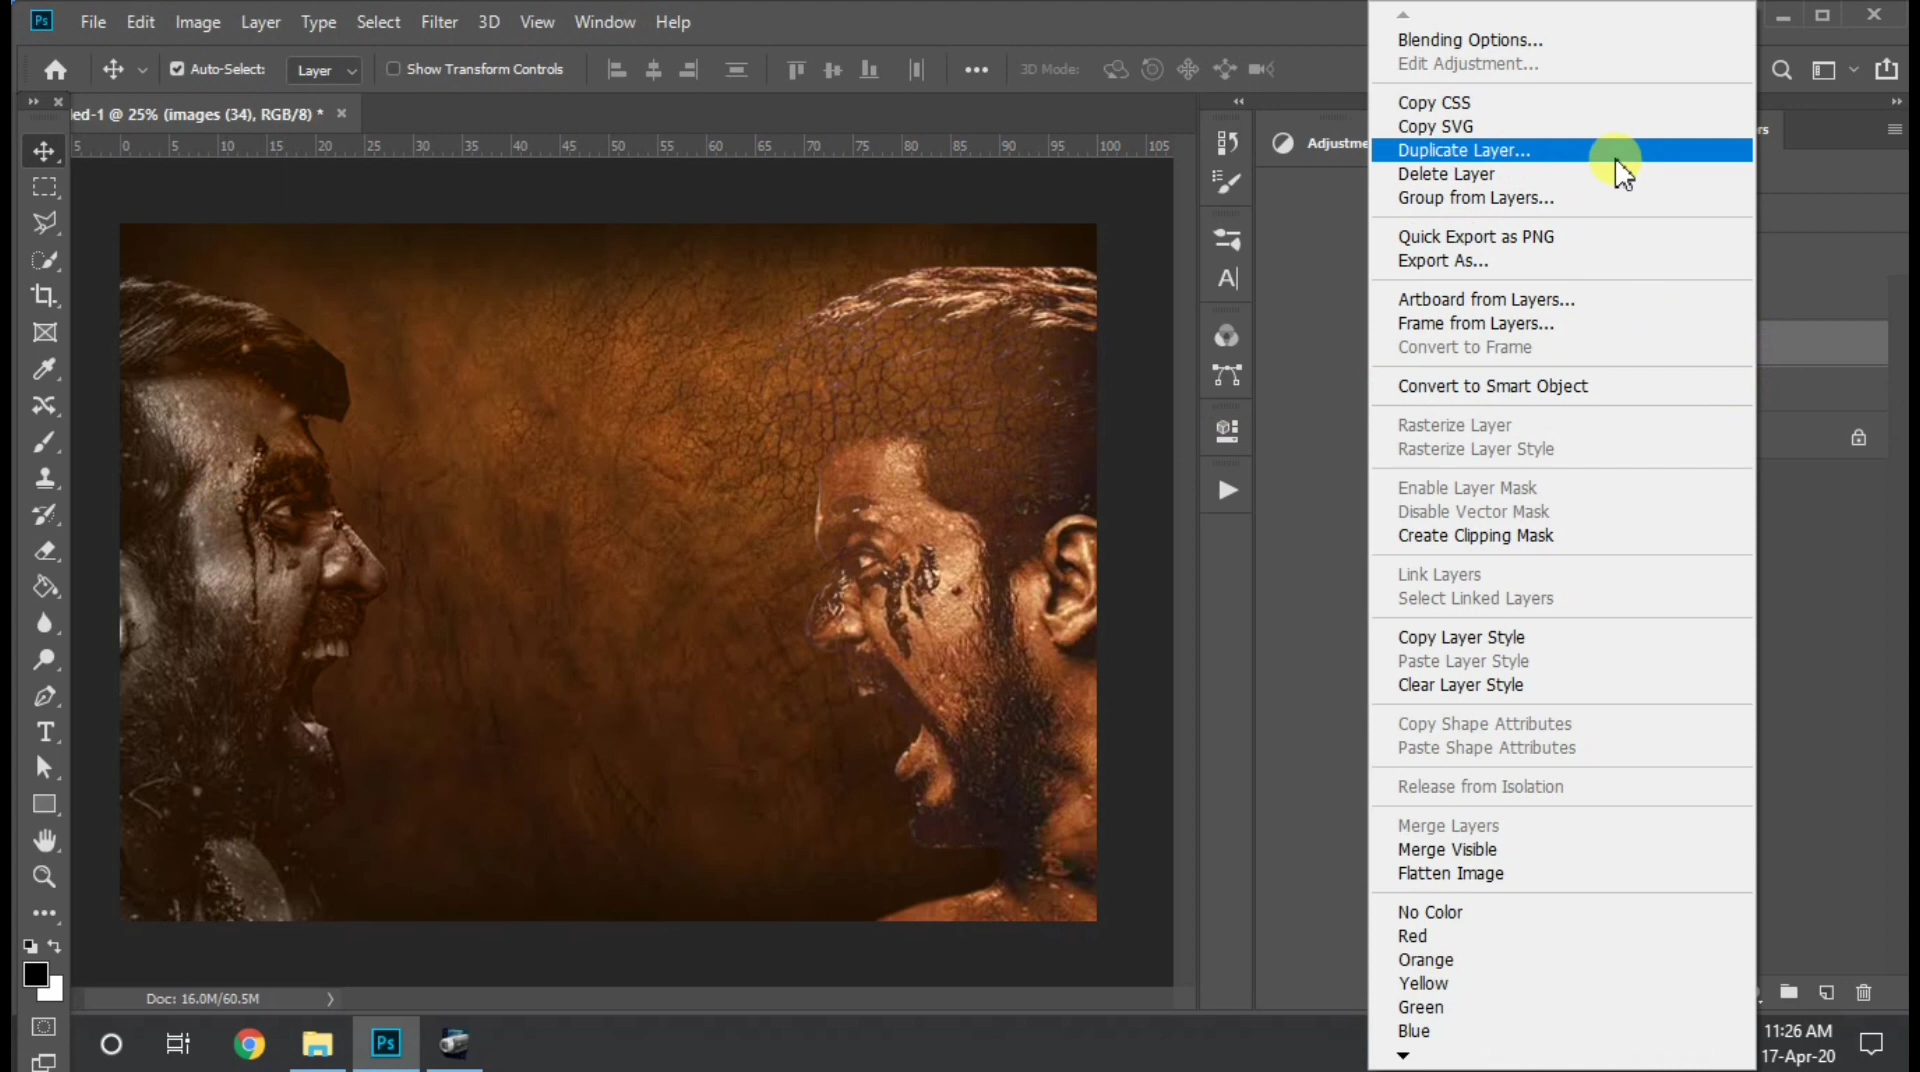 Ps
File Edit Image Layer Type Select Filter 3D View Window Help
Auto-Select: Layer Show Transform Controls 3D Mode:
ed-1 @ 25% (images (34), RGB/8) *
5 0 5 10 15 20 25 30 35 40 45 50 55 60 65 70 75 80 85 90 95 100 105
Adjustme
rs
Blending Options...
Edit Adjustment...
Copy CSS
Copy SVG
Duplicate Layer...
Delete Layer
Group from Layers...
Quick Export as PNG
Export As...
Artboard from Layers...
Frame from Layers...
Convert to Frame
Convert to Smart Object
Rasterize Layer
Rasterize Layer Style
Enable Layer Mask
Disable Vector Mask
Create Clipping Mask
Link Layers
Select Linked Layers
Copy Layer Style
Paste Layer Style
Clear Layer Style
Copy Shape Attributes
Paste Shape Attributes
Release from Isolation
Merge Layers
Merge Visible
Flatten Image
No Color
Red
Orange
Yellow
Green
Blue
Doc: 16.0M/60.5M
Ps
11:26 AM
17-Apr-20